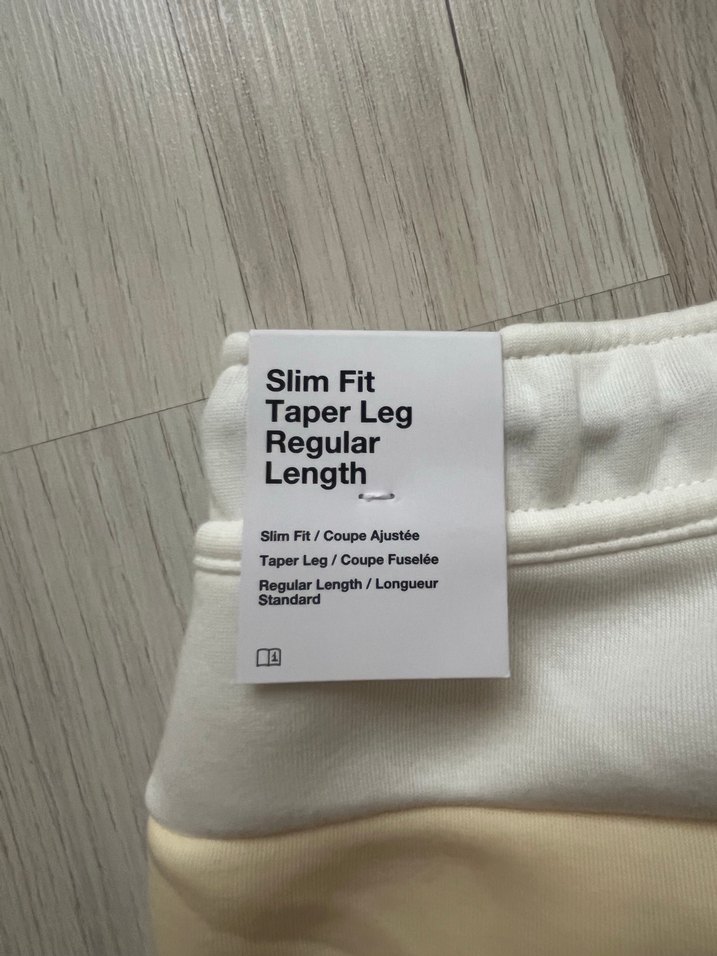 Slim Fit
Taper Leg
Regular
Length
Slim Fit / Coupe Ajustée
Taper Leg / Coupe Fuselée
Regular Length / Longueur
Standard
i